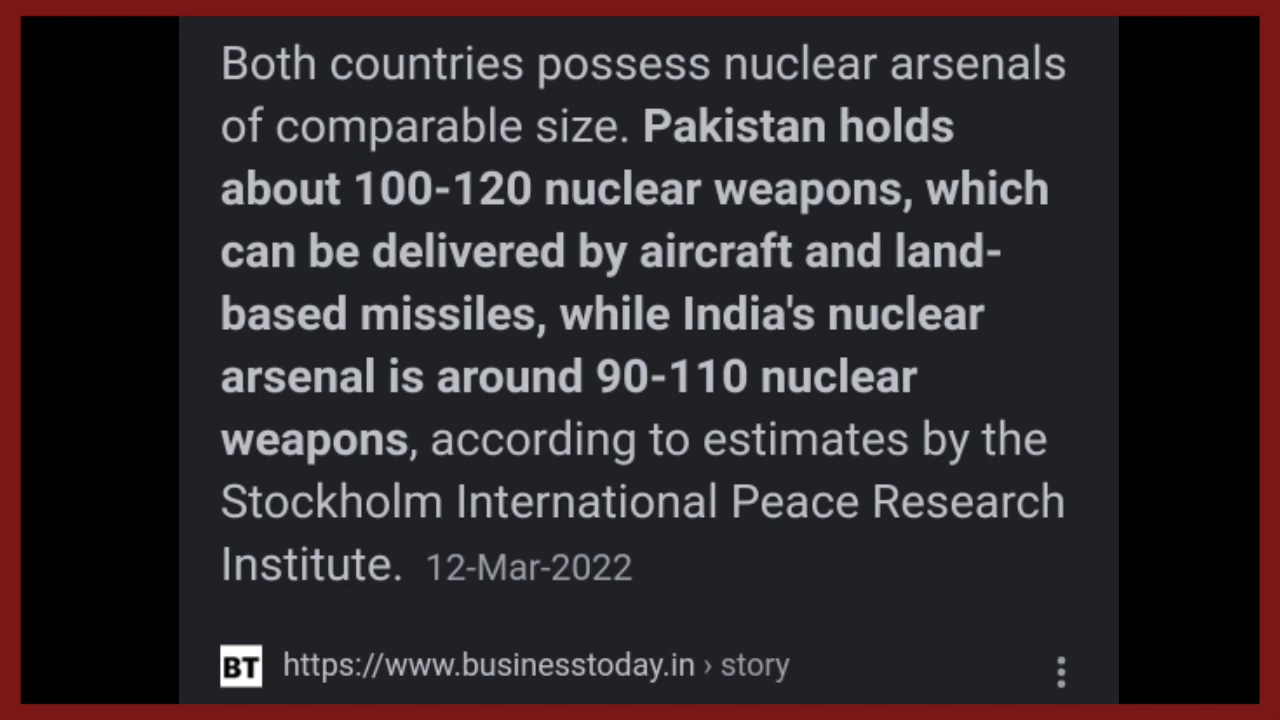 Both countries possess nuclear arsenals
of comparable size. Pakistan holds
about 100-120 nuclear weapons, which
can be delivered by aircraft and land-
based missiles, while India's nuclear
arsenal is around 90-110 nuclear
weapons, according to estimates by the
Stockholm International Peace Research
Institute. 12-Mar-2022
BT https://www.businesstoday.in › story